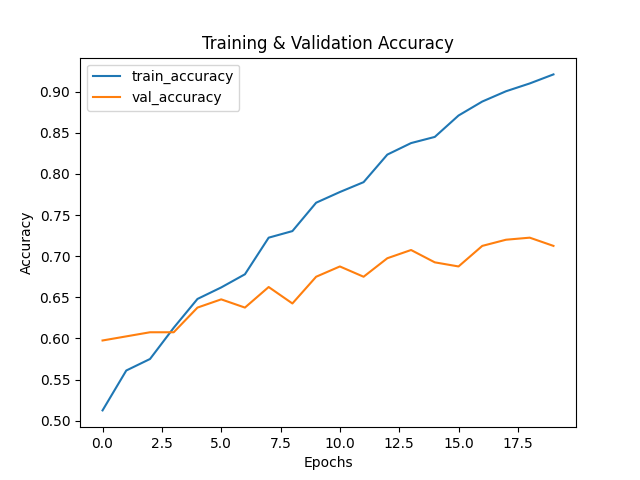 Training & Validation Accuracy
train_accuracy
val_accuracy
0.90
0.85
0.80
0.75
0.70
0.65
0.60
0.55
0.50
Accuracy
0.0 2.5 5.0 7.5 10.0 12.5 15.0 17.5
Epochs